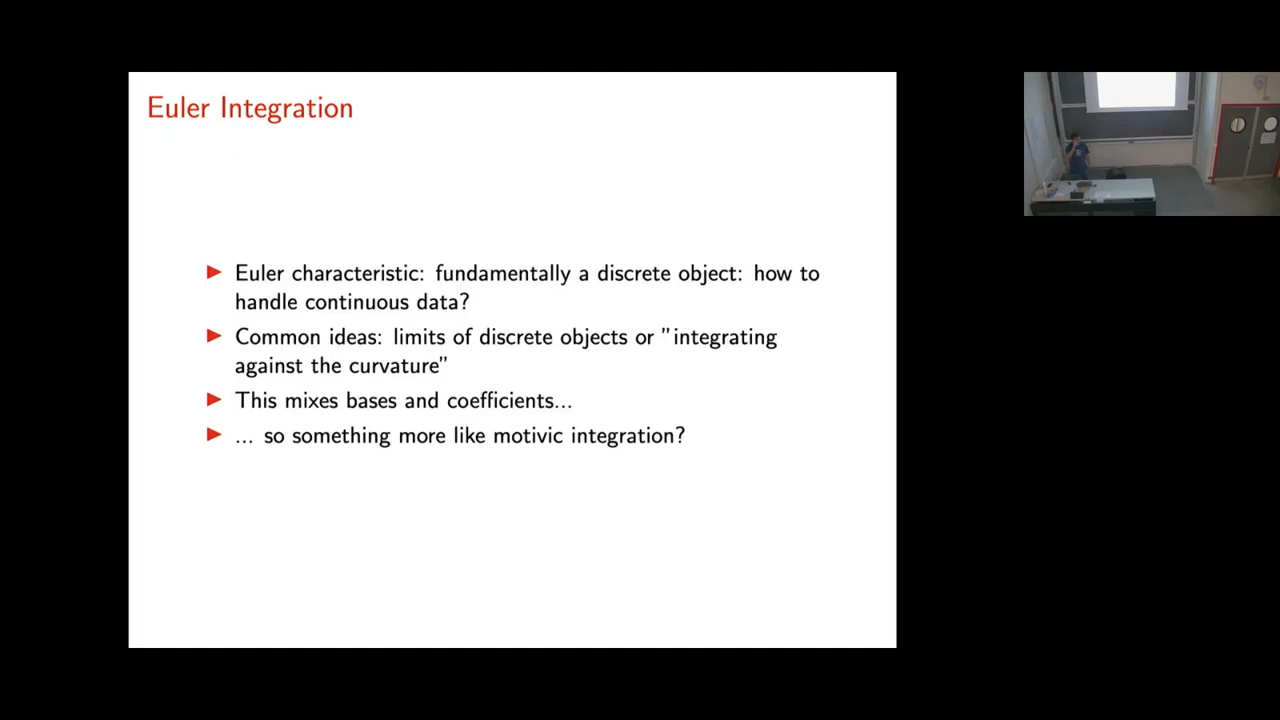 Euler Integration
▶ Euler characteristic: fundamentally a discrete object: how to
handle continuous data?
▶ Common ideas: limits of discrete objects or "integrating
against the curvature"
▶ This mixes bases and coefficients...
▶ ... so something more like motivic integration?